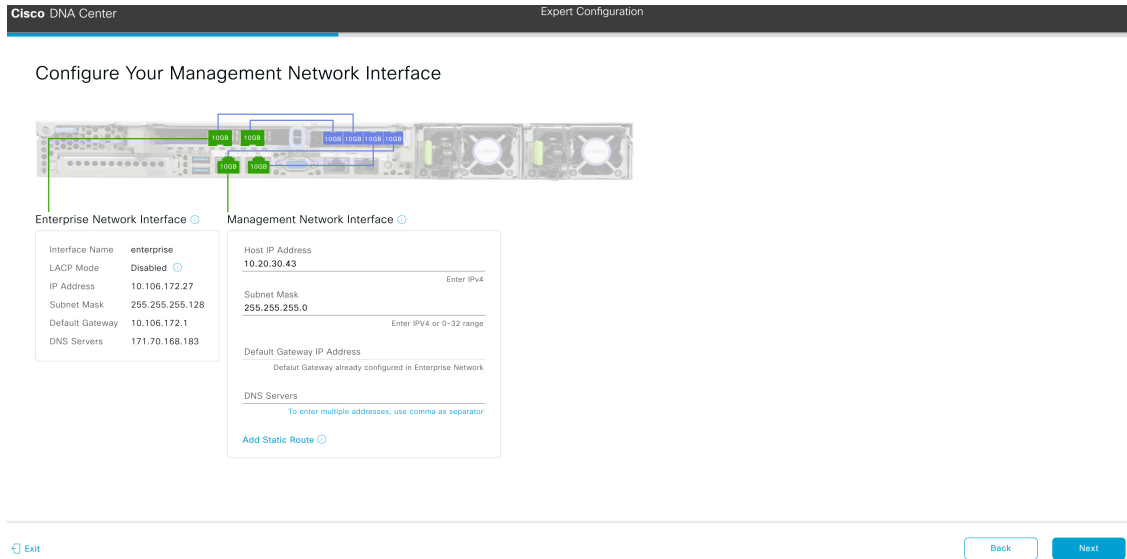 Cisco DNA Center
Expert Configuration
Configure Your Management Network Interface
10GB 10GB 10GB 10GB 10GB 10GB
10GB 10GB
Enterprise Network Interface
Interface Name enterprise
LACP Mode Disabled
IP Address 10.106.172.27
Subnet Mask 255.255.255.128
Default Gateway 10.106.172.1
DNS Servers 171.70.168.183
Management Network Interface
Host IP Address
10.20.30.43
Enter IPv4
Subnet Mask
255.255.255.0
Enter IPV4 or 0-32 range
Default Gateway IP Address
Defalut Gateway already configured in Enterprise Network
DNS Servers
To enter multiple addresses, use comma as separator
Add Static Route
Exit
Back
Next